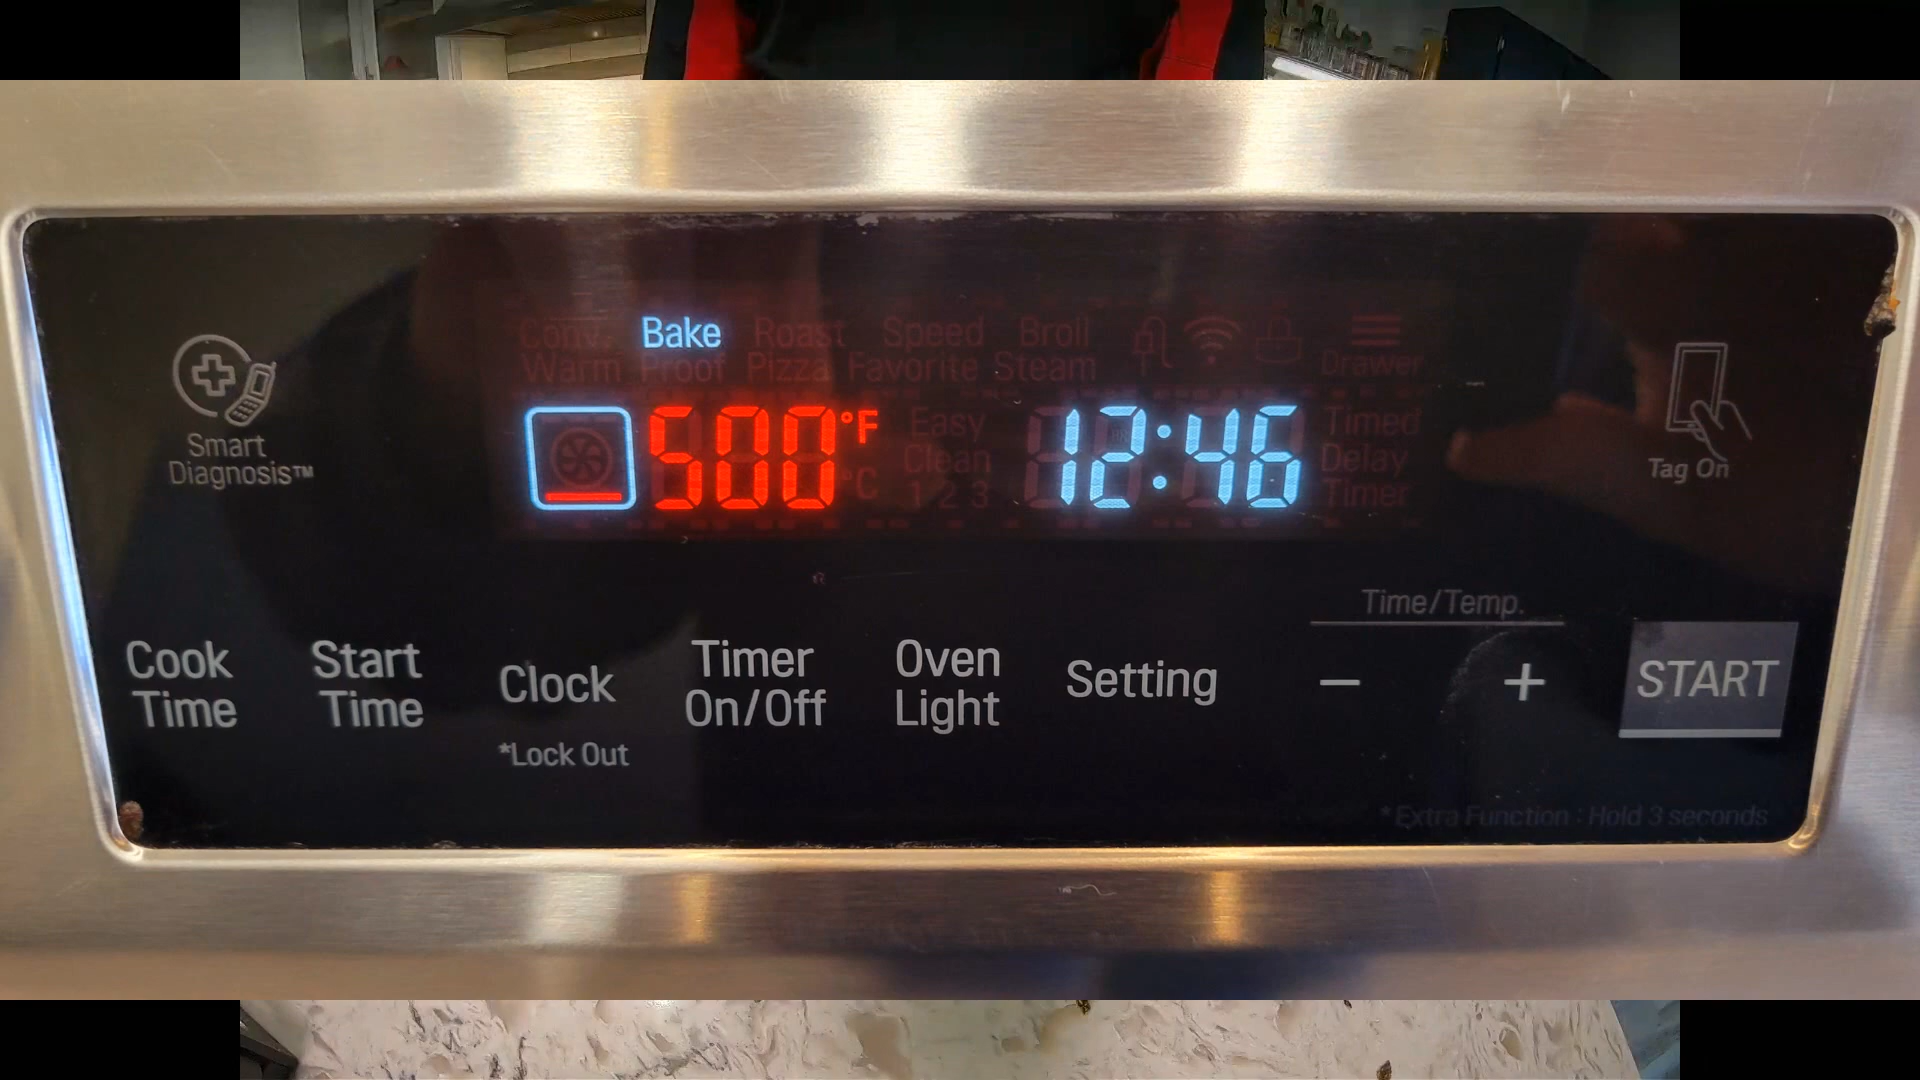 Conv. Bake Roast Speed Broil
Warm Proof Pizza Favorite Steam Drawer
500°F Easy 12:46 Timed
°C Clean Delay
1 2 3 Timer
Smart
Diagnosis™
Tag On
Time/Temp.
Cook Time
Start Time
Clock
*Lock Out
Timer On/Off
Oven Light
Setting
− +
START
*Extra Function : Hold 3 seconds